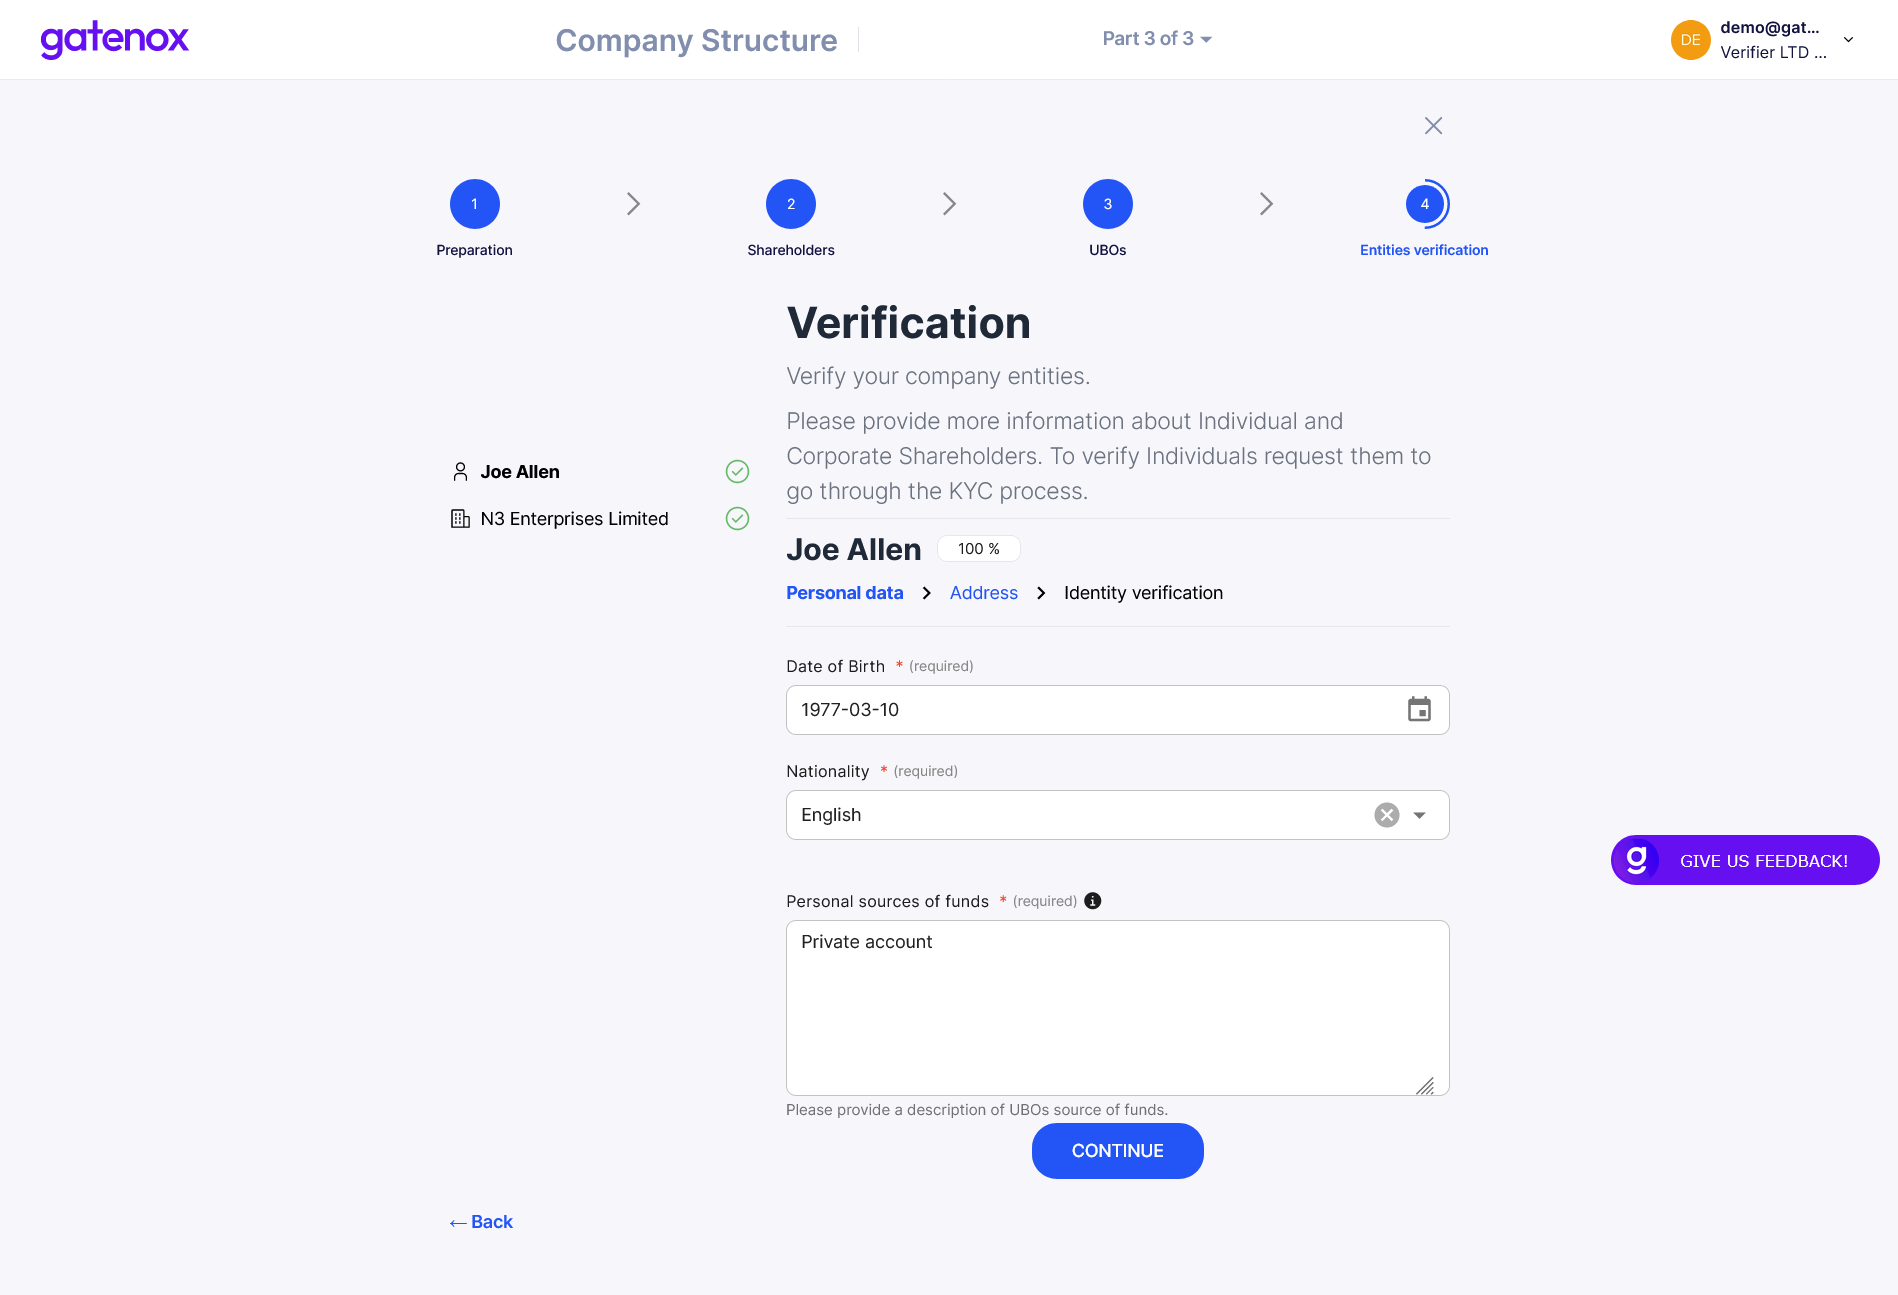 gatenox
Company Structure
Part 3 of 3
DE
demo@gat...
Verifier LTD ...
1
2
3
4
Preparation
Shareholders
UBOs
Entities verification
Verification
Verify your company entities.
Please provide more information about Individual and
Corporate Shareholders. To verify Individuals request them to
go through the KYC process.
Joe Allen
N3 Enterprises Limited
Joe Allen 100 %
Personal data Address Identity verification
Date of Birth * (required)
1977-03-10
Nationality * (required)
English
g GIVE US FEEDBACK!
Personal sources of funds * (required) i
Private account
Please provide a description of UBOs source of funds.
CONTINUE
← Back